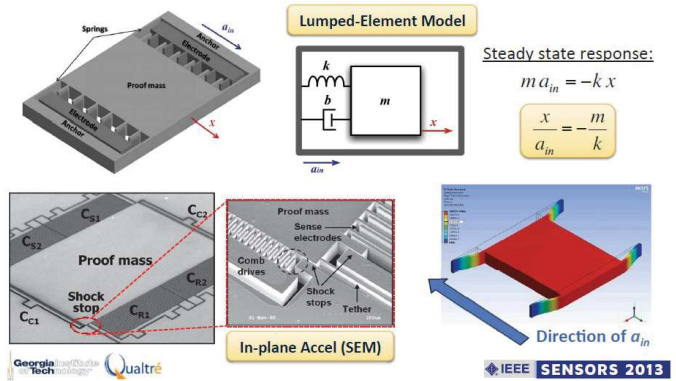 Lumped-Element Model
Springs
a_in
Anchor
Electrode
Proof mass
Electrode
Anchor
x
k
b
m
x
a_in
Steady state response:
m a_in = -k x
x / a_in = - m / k
C_S1
C_C2
C_S2
Proof mass
C_R2
Shock
stop
C_C1
C_R1
Proof mass
Sense
electrodes
Comb
drives
Shock
stops
Tether
In-plane Accel (SEM)
Direction of a_in
Georgia Institute
of Technology
Qualtré
IEEE SENSORS 2013